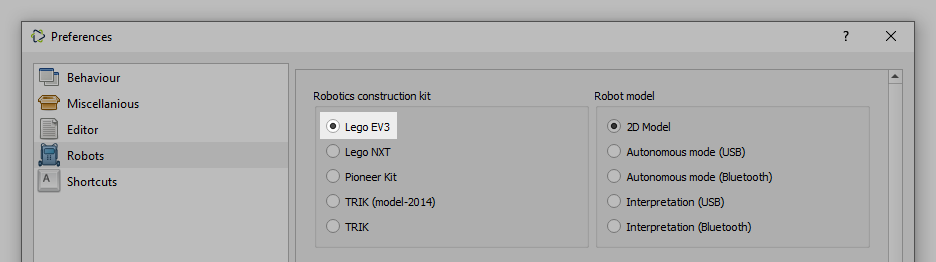 Preferences
?
Behaviour
Miscellanious
Editor
Robots
A
Shortcuts
Robotics construction kit
Lego EV3
Lego NXT
Pioneer Kit
TRIK (model-2014)
TRIK
Robot model
2D Model
Autonomous mode (USB)
Autonomous mode (Bluetooth)
Interpretation (USB)
Interpretation (Bluetooth)